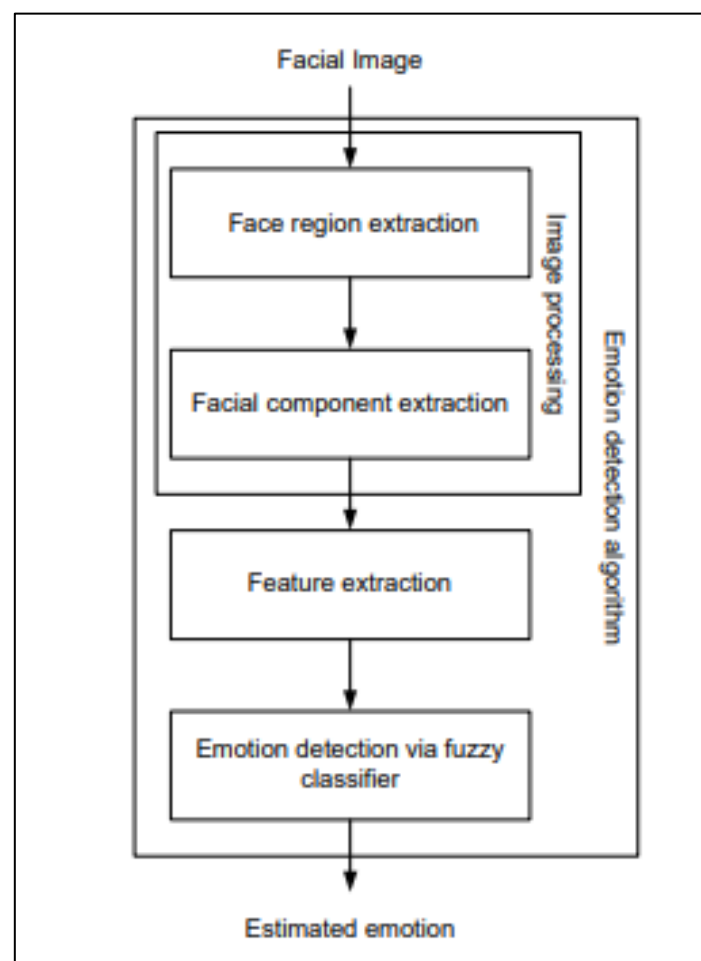 Facial Image
Face region extraction
Image processing
Facial component extraction
Emotion detection algorithm
Feature extraction
Emotion detection via fuzzy
classifier
Estimated emotion